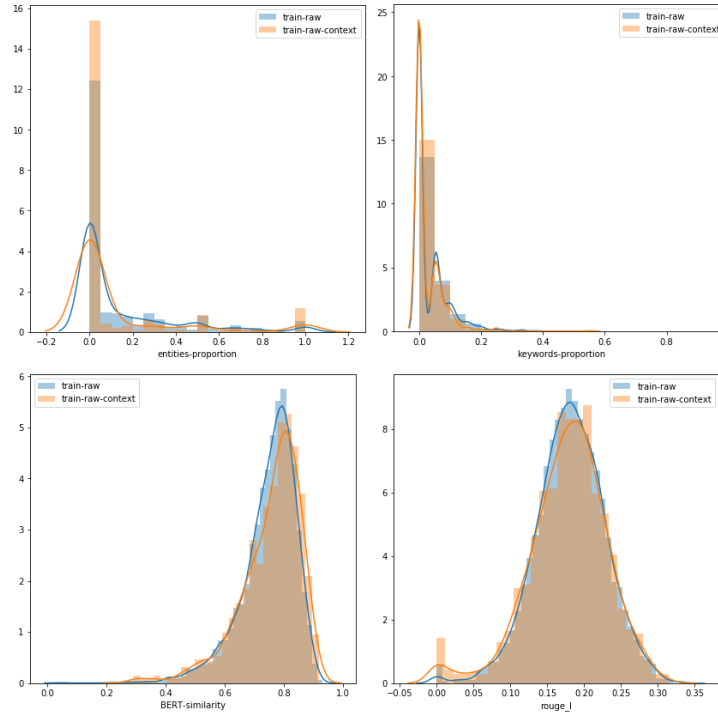 16
14
12
10
8
6
4
2
0
train-raw
train-raw-context
−0.2 0.0 0.2 0.4 0.6 0.8 1.0 1.2
entities-proportion
25
20
15
10
5
0
train-raw
train-raw-context
0.0 0.2 0.4 0.6 0.8
keywords-proportion
6
5
4
3
2
1
0
train-raw
train-raw-context
0.0 0.2 0.4 0.6 0.8 1.0
BERT-similarity
8
6
4
2
0
train-raw
train-raw-context
−0.05 0.00 0.05 0.10 0.15 0.20 0.25 0.30 0.35
rouge_l